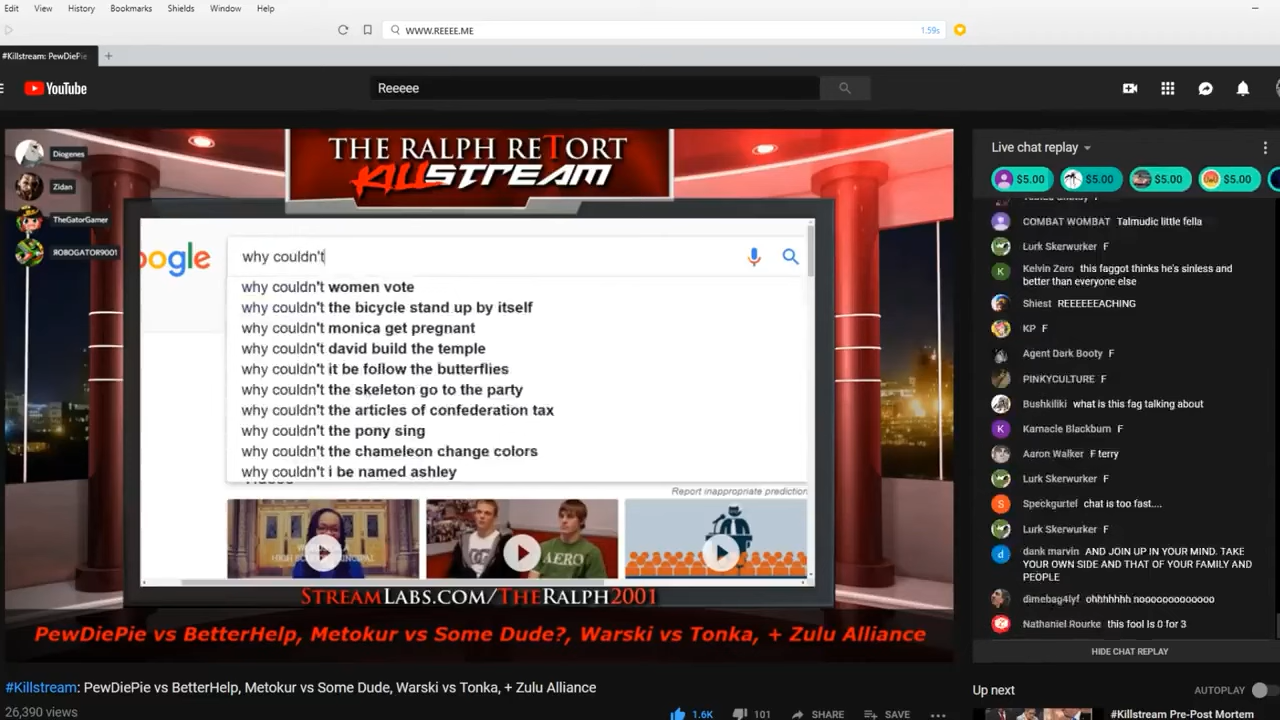 Edit View History Bookmarks Shields Window Help
WWW.REEEE.ME 1.59s
#Killstream: PewDiePie
YouTube Reeeee
THE RALPH RETORT
KILLSTREAM
Diogenes
Zidan
TheGatorGamer
ROBOGATOR9001
oogle why couldn't
why couldn't women vote
why couldn't the bicycle stand up by itself
why couldn't monica get pregnant
why couldn't david build the temple
why couldn't it be follow the butterflies
why couldn't the skeleton go to the party
why couldn't the articles of confederation tax
why couldn't the pony sing
why couldn't the chameleon change colors
why couldn't i be named ashley
Report inappropriate prediction
AERO
STREAMLABS.COM/THERALPH2001
PewDiePie vs BetterHelp, Metokur vs Some Dude?, Warski vs Tonka, + Zulu Alliance
#Killstream: PewDiePie vs BetterHelp, Metokur vs Some Dude, Warski vs Tonka, + Zulu Alliance
26,390 views
1.6K 101 SHARE SAVE
Live chat replay
$5.00 $5.00 $5.00 $5.00
COMBAT WOMBAT Talmudic little fella
Lurk Skerwurker F
Kelvin Zero this faggot thinks he's sinless and
better than everyone else
Shiest REEEEEACHING
KP F
Agent Dark Booty F
PINKYCULTURE F
Bushkiliki what is this fag talking about
Kamacle Blackbum F
Aaron Walker F terry
Lurk Skerwurker F
Speckgurtel chat is too fast....
Lurk Skerwurker F
dank marvin AND JOIN UP IN YOUR MIND. TAKE
YOUR OWN SIDE AND THAT OF YOUR FAMILY AND
PEOPLE
dimebag4lyf ohhhhhhh nooooooooooooo
Nathaniel Rourke this fool is 0 for 3
HIDE CHAT REPLAY
Up next AUTOPLAY
#Killstream Pre-Post Mortem